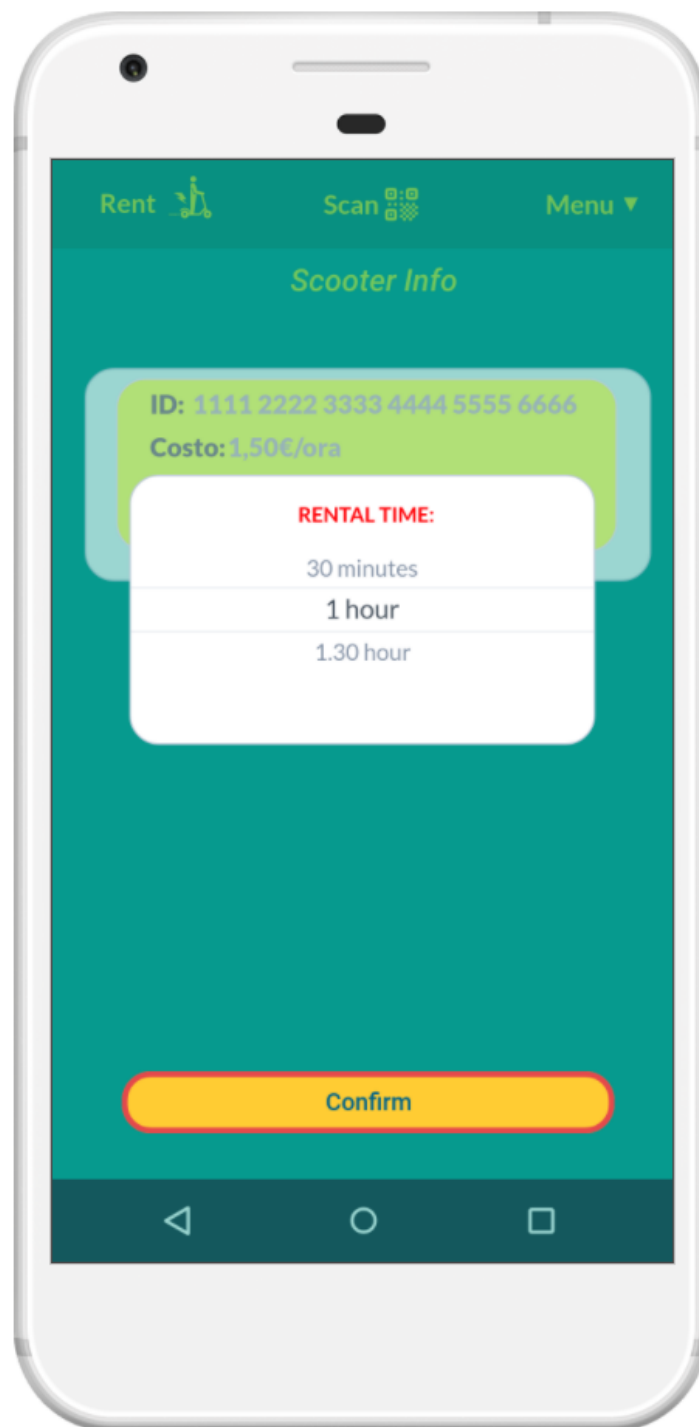 Rent Scan Menu ▼
Scooter Info
ID: 1111 2222 3333 4444 5555 6666
Costo: 1,50€/ora
RENTAL TIME:
30 minutes
1 hour
1.30 hour
Confirm